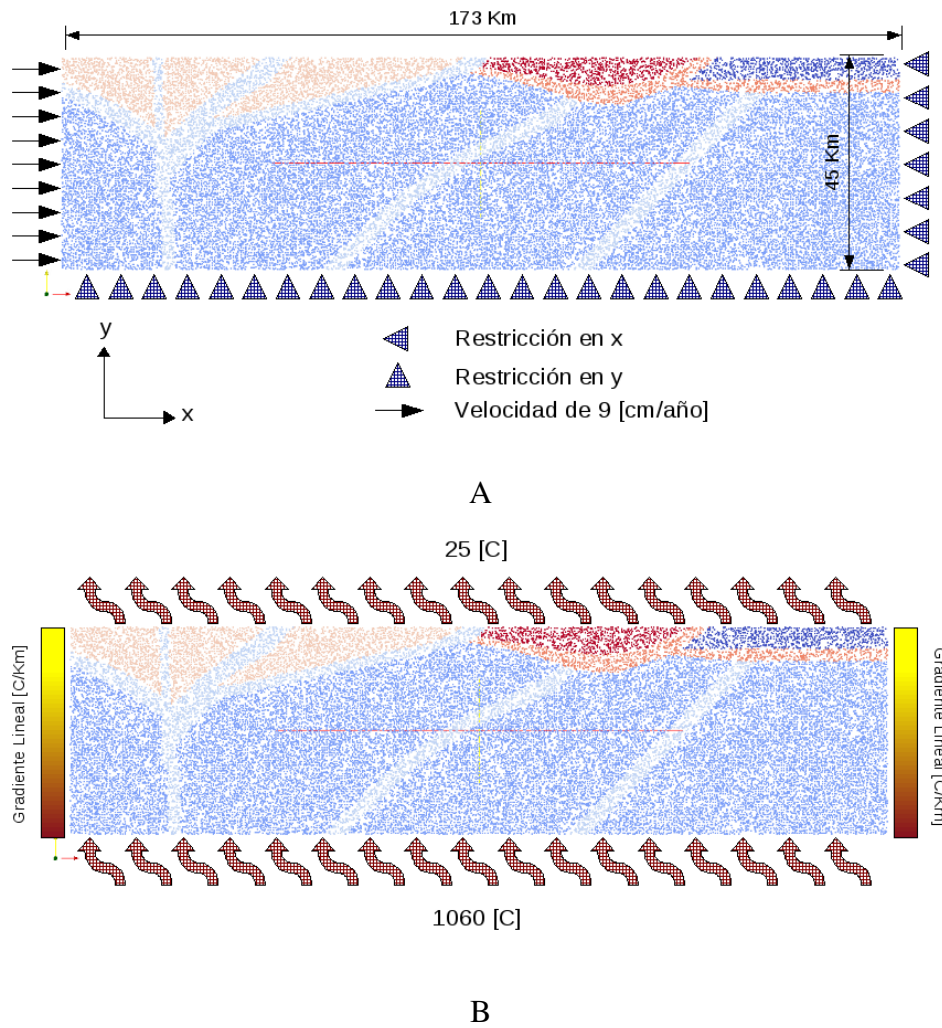 173 Km
45 Km
y
x
Restricción en x
Restricción en y
Velocidad de 9 [cm/año]
A
25 [C]
Gradiente Lineal [C/Km]
Gradiente Lineal [C/Km]
1060 [C]
B